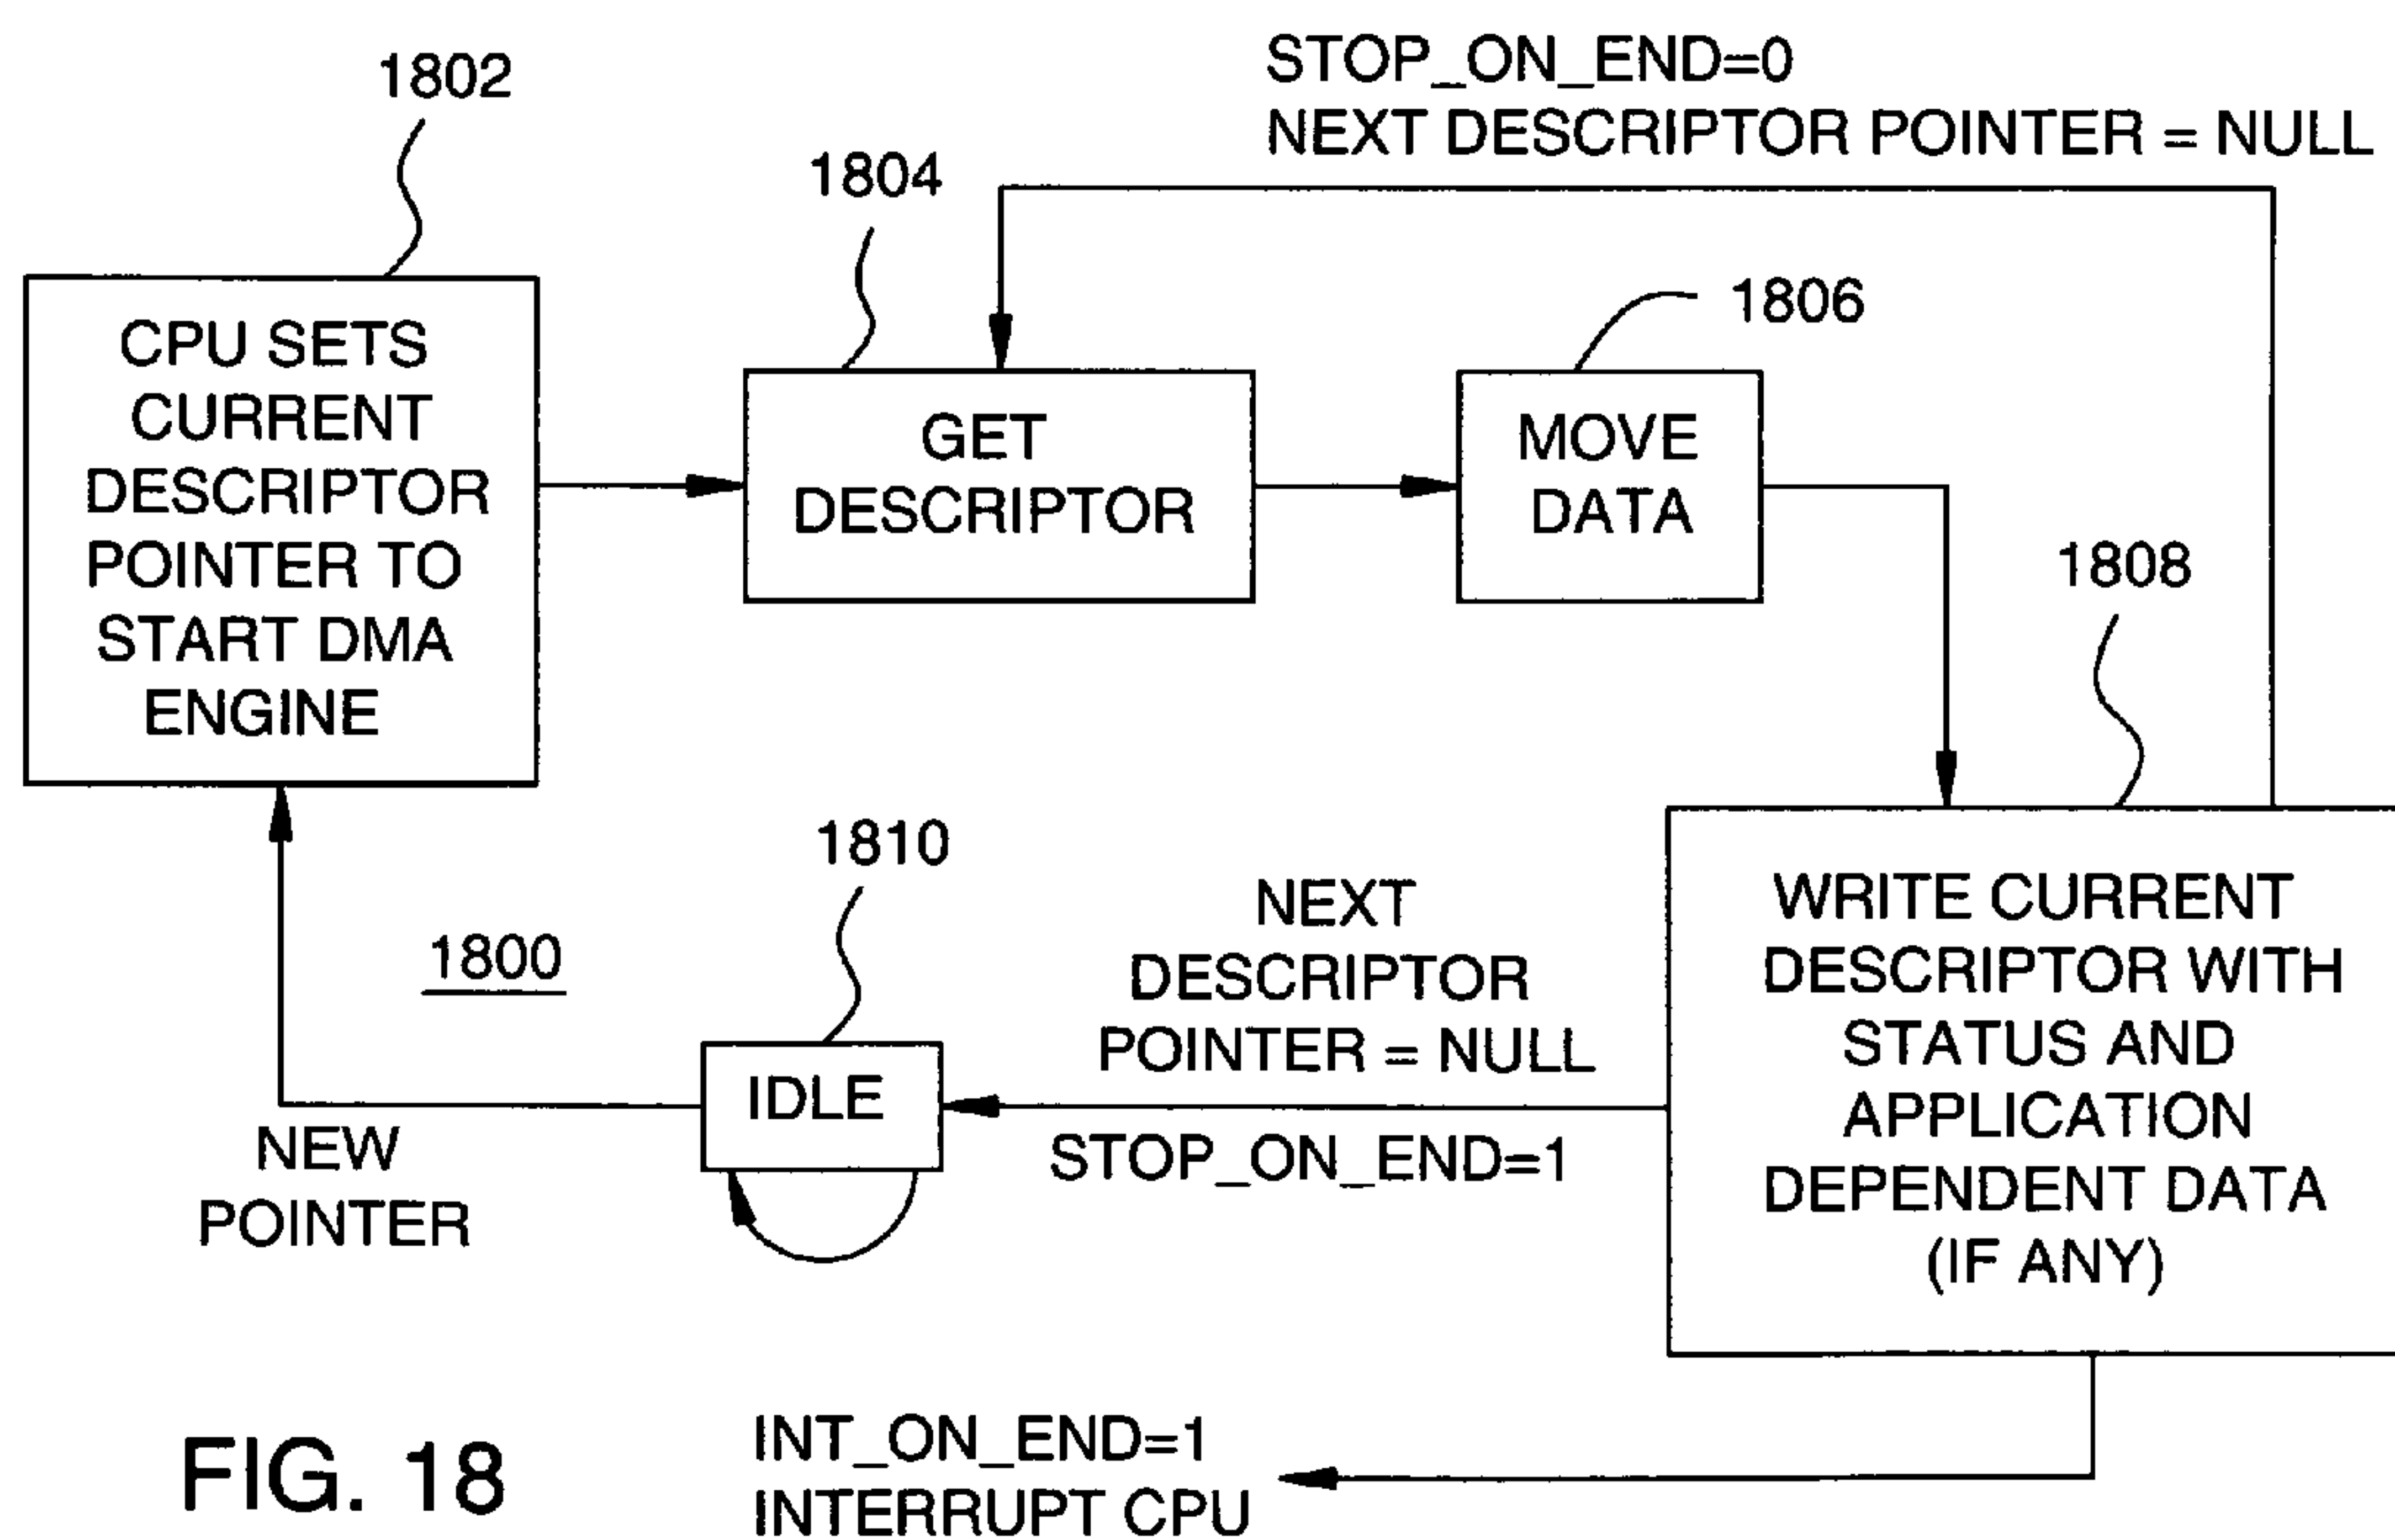 1802
STOP_ON_END=0
NEXT DESCRIPTOR POINTER = NULL
1804
1806
CPU SETS
CURRENT
DESCRIPTOR
POINTER TO
START DMA
ENGINE
GET
DESCRIPTOR
MOVE
DATA
1808
1810
1800
NEXT
DESCRIPTOR
POINTER = NULL
STOP_ON_END=1
IDLE
NEW
POINTER
WRITE CURRENT
DESCRIPTOR WITH
STATUS AND
APPLICATION
DEPENDENT DATA
(IF ANY)
INT_ON_END=1
INTERRUPT CPU
FIG. 18